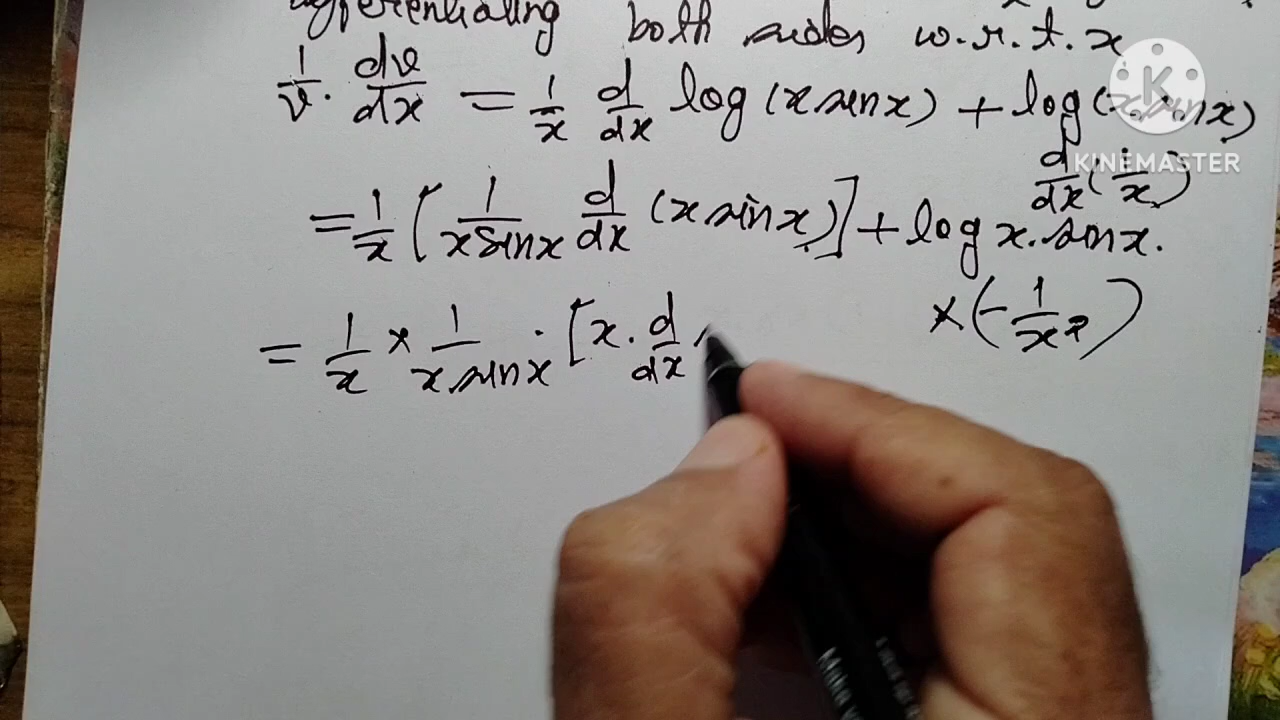 differentiating both sides w.r.t. x
1/v . dv/dx = 1/x d/dx log (x sin x) + log (x sin x)
d/dx (1/x)
KINEMASTER
= 1/x [ 1/x sin x d/dx (x sin x) ] + log x. sin x.
× (- 1/x²)
= 1/x × 1/x sin x . [ x . d/dx